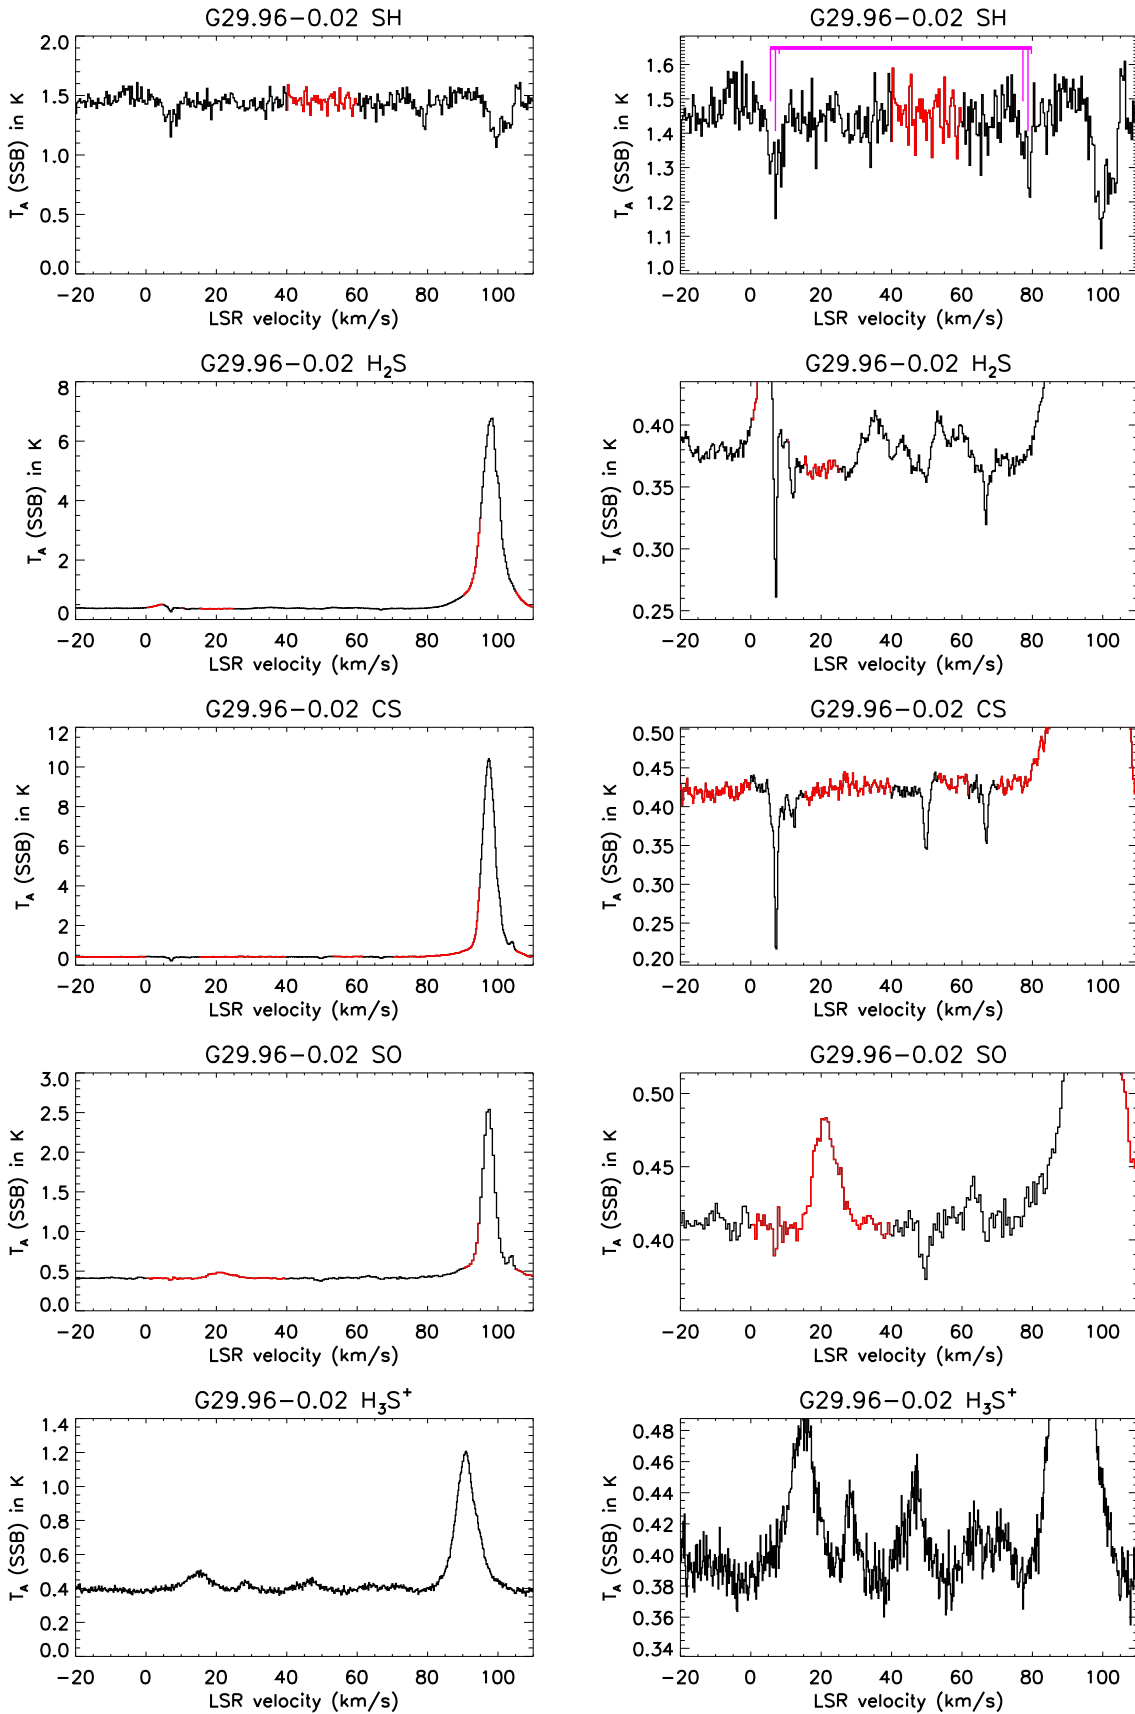 G29.96−0.02 SH
T_A (SSB) in K
2.0
1.5
1.0
0.5
0.0
−20 0 20 40 60 80 100
LSR velocity (km/s)
G29.96−0.02 SH
T_A (SSB) in K
1.6
1.5
1.4
1.3
1.2
1.1
1.0
−20 0 20 40 60 80 100
LSR velocity (km/s)
G29.96−0.02 H₂S
T_A (SSB) in K
8
6
4
2
0
−20 0 20 40 60 80 100
LSR velocity (km/s)
G29.96−0.02 H₂S
T_A (SSB) in K
0.40
0.35
0.30
0.25
−20 0 20 40 60 80 100
LSR velocity (km/s)
G29.96−0.02 CS
T_A (SSB) in K
12
10
8
6
4
2
0
−20 0 20 40 60 80 100
LSR velocity (km/s)
G29.96−0.02 CS
T_A (SSB) in K
0.50
0.45
0.40
0.35
0.30
0.25
0.20
−20 0 20 40 60 80 100
LSR velocity (km/s)
G29.96−0.02 SO
T_A (SSB) in K
3.0
2.5
2.0
1.5
1.0
0.5
0.0
−20 0 20 40 60 80 100
LSR velocity (km/s)
G29.96−0.02 SO
T_A (SSB) in K
0.50
0.45
0.40
−20 0 20 40 60 80 100
LSR velocity (km/s)
G29.96−0.02 H₃S⁺
T_A (SSB) in K
1.4
1.2
1.0
0.8
0.6
0.4
0.2
0.0
−20 0 20 40 60 80 100
LSR velocity (km/s)
G29.96−0.02 H₃S⁺
T_A (SSB) in K
0.48
0.46
0.44
0.42
0.40
0.38
0.36
0.34
−20 0 20 40 60 80 100
LSR velocity (km/s)